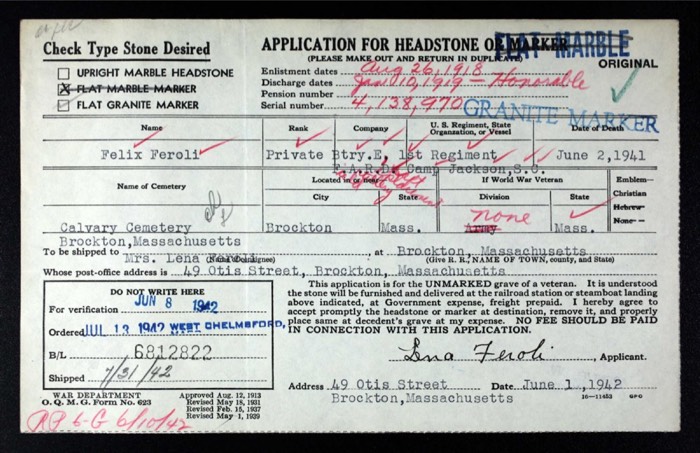 Check Type Stone Desired
UPRIGHT MARBLE HEADSTONE
X FLAT MARBLE MARKER
FLAT GRANITE MARKER
APPLICATION FOR HEADSTONE OR MARKER
FLAT MARBLE
(PLEASE MAKE OUT AND RETURN IN DUPLICATE)
ORIGINAL
Enlistment dates Aug 26, 1918
Discharge dates Jan 10, 1919 - Honorable
Pension number
Serial number 4,138,970
GRANITE MARKER
Name Rank Company U. S. Regiment, State Organzation, or Vessel Date of Death
Felix Feroli Private Btry.E, 1st Regiment June 2,1941
F.A.R.D. Camp Jackson,S.C.
Name of Cemetery Located in or near— If World War Veteran Emblem—
City State Division State Christian
Hebrew
None
none
Army
Calvary Cemetery Brockton Mass. Mass.
Brockton,Massachusetts
To be shipped to Mrs. Lena Feroli, at Brockton, Massachusetts
(Give R. R. NAME OF TOWN, county, and State)
Whose post-office address is 49 Otis Street, Brockton, Massachusetts
DO NOT WRITE HERE
For verification JUN 8 1942
Ordered JUL 13 1942 WEST CHELMSFORD,
B/L 6812822
Shipped 7/31/42
This application is for the UNMARKED grave of a veteran. It is understood
the stone will be furnished and delivered at the railroad station or steamboat landing
above indicated, at Government expense, freight prepaid. I hereby agree to
accept promptly the headstone or marker at destination, remove it, and properly
place same at decedent's grave at my expense. NO FEE SHOULD BE PAID
IN CONNECTION WITH THIS APPLICATION.
Lena Feroli, Applicant.
Address 49 Otis Street Date June 1,1942
Brockton,Massachusetts
WAR DEPARTMENT
O. Q. M. G. Form No. 623
Approved Aug. 12, 1913
Revised May 18, 1931
Revised Feb. 15, 1937
Revised May 1, 1939
16—11453 GPO
6/10/42